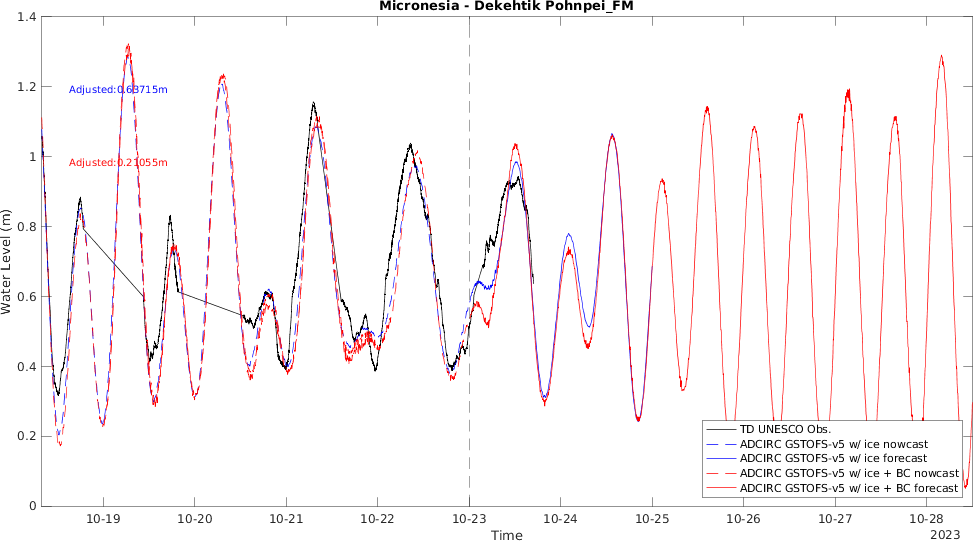 Micronesia - Dekehtik Pohnpei_FM
1.4
1.2
1
0.8
0.6
0.4
0.2
0
Water Level (m)
Adjusted:0.63715m
Adjusted:0.21055m
TD UNESCO Obs.
ADCIRC GSTOFS-v5 w/ ice nowcast
ADCIRC GSTOFS-v5 w/ ice forecast
ADCIRC GSTOFS-v5 w/ ice + BC nowcast
ADCIRC GSTOFS-v5 w/ ice + BC forecast
10-19 10-20 10-21 10-22 10-23 10-24 10-25 10-26 10-27 10-28
2023
Time